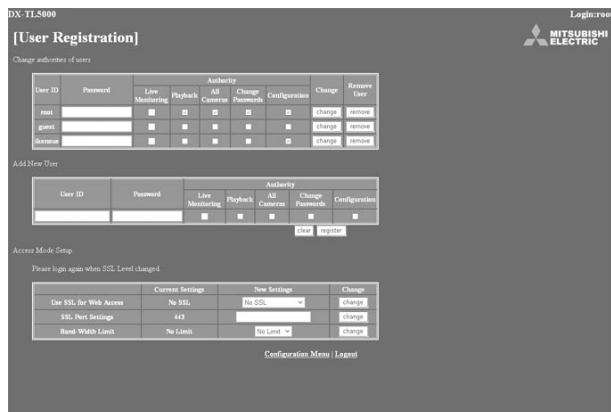 DX-TL5000 Login:roo
[User Registration]
MITSUBISHI
ELECTRIC
Change authorities of users
User ID Password Authority Change Remove User
Live Monitoring Playback All Cameras Change Passwords Configuration
root change remove
guest change remove
change remove
Add New User
User ID Password Authority
Live Monitoring Playback All Cameras Change Passwords Configuration
clear register
Access Mode Setup
Please login again when SSL Level changed
Current Settings New Settings Change
Use SSL for Web Access No SSL No SSL change
SSL Port Settings 443 change
Band-Width Limit No Limit No Limit change
Configuration Menu | Logout